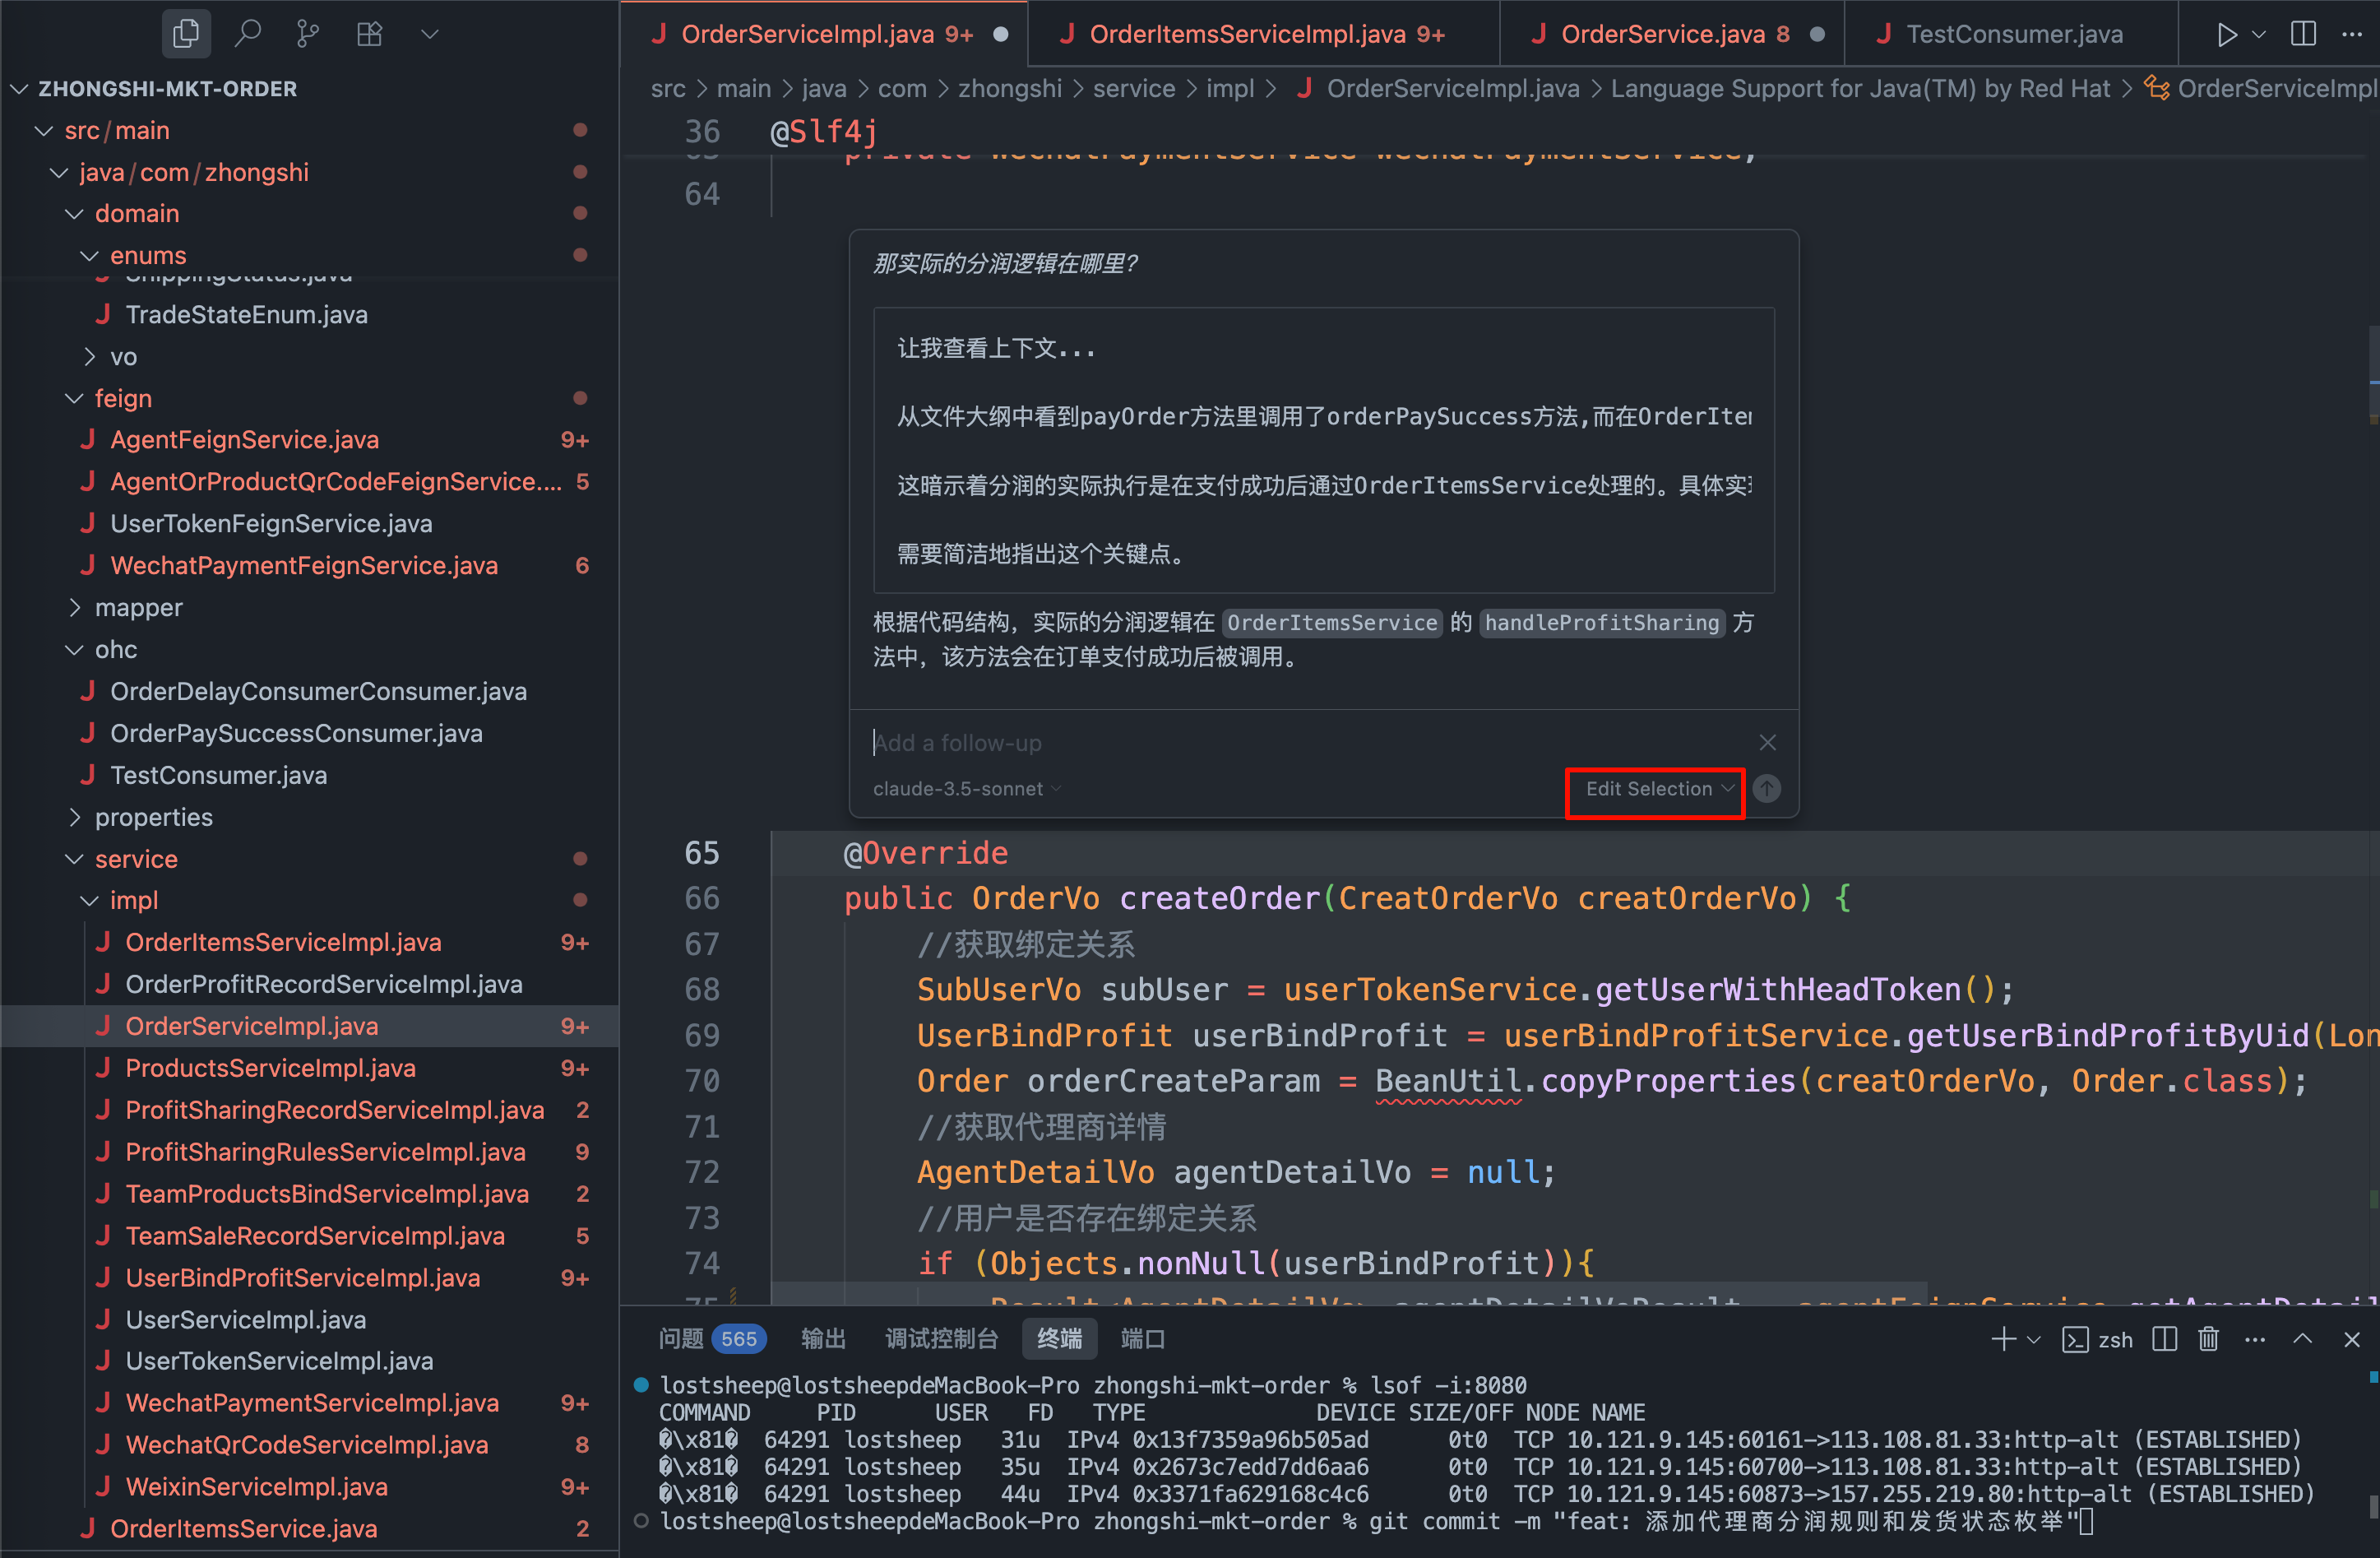 ZHONGSHI-MKT-ORDER
src/main
java/com/zhongshi
domain
enums
ShippingStatus.java
TradeStateEnum.java
vo
feign
AgentFeignService.java 9+
AgentOrProductQrCodeFeignService.... 5
UserTokenFeignService.java
WechatPaymentFeignService.java 6
mapper
ohc
OrderDelayConsumerConsumer.java
OrderPaySuccessConsumer.java
TestConsumer.java
properties
service
impl
OrderItemsServiceImpl.java 9+
OrderProfitRecordServiceImpl.java
OrderServiceImpl.java 9+
ProductsServiceImpl.java 9+
ProfitSharingRecordServiceImpl.java 2
ProfitSharingRulesServiceImpl.java 9
TeamProductsBindServiceImpl.java 2
TeamSaleRecordServiceImpl.java 5
UserBindProfitServiceImpl.java 9+
UserServiceImpl.java
UserTokenServiceImpl.java
WechatPaymentServiceImpl.java 9+
WechatQrCodeServiceImpl.java 8
WeixinServiceImpl.java 9+
OrderItemsService.java 2
OrderServiceImpl.java 9+ OrderItemsServiceImpl.java 9+ OrderService.java 8 TestConsumer.java
src > main > java > com > zhongshi > service > impl > OrderServiceImpl.java > Language Support for Java(TM) by Red Hat > OrderServiceImpl
36 @Slf4j
63 private WechatPaymentService wechatPaymentService;
64
那实际的分润逻辑在哪里?
让我查看上下文...
从文件大纲中看到payOrder方法里调用了orderPaySuccess方法,而在OrderItem
这暗示着分润的实际执行是在支付成功后通过OrderItemsService处理的。具体实
需要简洁地指出这个关键点。
根据代码结构，实际的分润逻辑在 OrderItemsService 的 handleProfitSharing 方
法中，该方法会在订单支付成功后被调用。
Add a follow-up
claude-3.5-sonnet Edit Selection
65 @Override
66 public OrderVo createOrder(CreatOrderVo creatOrderVo) {
67 //获取绑定关系
68 SubUserVo subUser = userTokenService.getUserWithHeadToken();
69 UserBindProfit userBindProfit = userBindProfitService.getUserBindProfitByUid(Lon
70 Order orderCreateParam = BeanUtil.copyProperties(creatOrderVo, Order.class);
71 //获取代理商详情
72 AgentDetailVo agentDetailVo = null;
73 //用户是否存在绑定关系
74 if (Objects.nonNull(userBindProfit)){
75 Result<AgentDetailVo> agentDetailVoResult = agentFeignService.getAgentDetail
问题 565 输出 调试控制台 终端 端口 zsh
lostsheep@lostsheepdeMacBook-Pro zhongshi-mkt-order % lsof -i:8080
COMMAND PID USER FD TYPE DEVICE SIZE/OFF NODE NAME
�\x81� 64291 lostsheep 31u IPv4 0x13f7359a96b505ad 0t0 TCP 10.121.9.145:60161->113.108.81.33:http-alt (ESTABLISHED)
�\x81� 64291 lostsheep 35u IPv4 0x2673c7edd7dd6aa6 0t0 TCP 10.121.9.145:60700->113.108.81.33:http-alt (ESTABLISHED)
�\x81� 64291 lostsheep 44u IPv4 0x3371fa629168c4c6 0t0 TCP 10.121.9.145:60873->157.255.219.80:http-alt (ESTABLISHED)
lostsheep@lostsheepdeMacBook-Pro zhongshi-mkt-order % git commit -m "feat: 添加代理商分润规则和发货状态枚举"